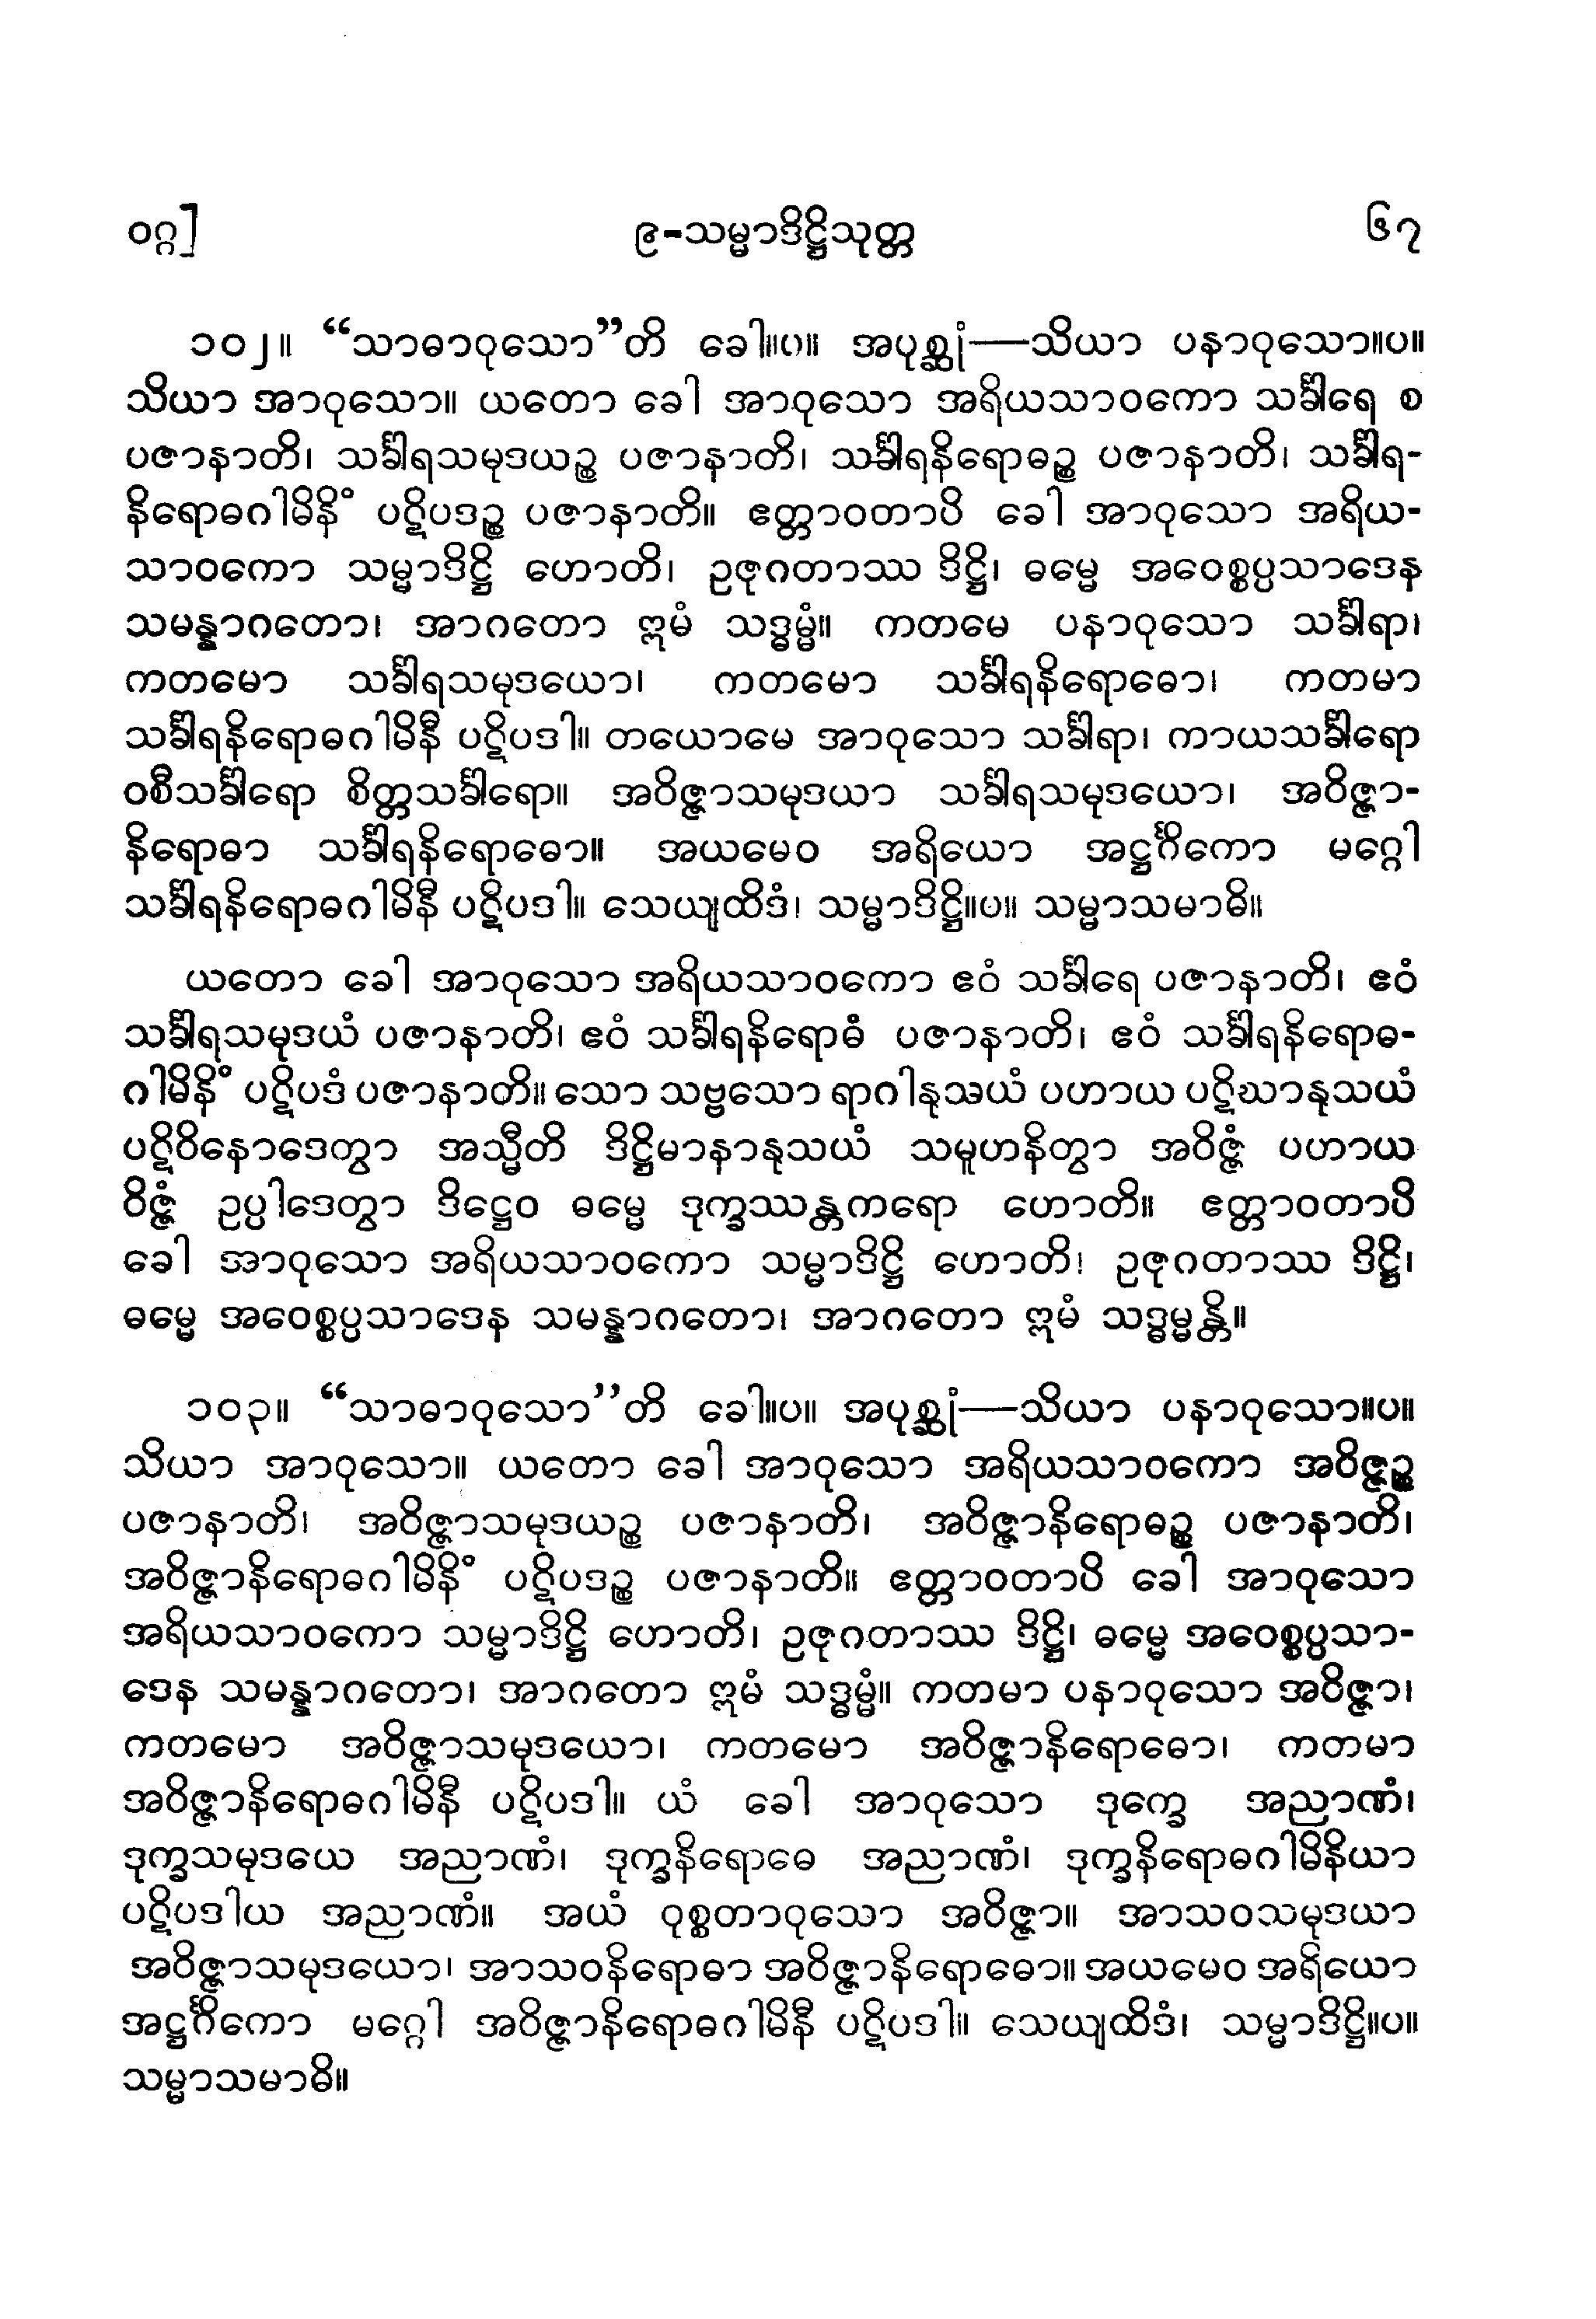 ဝဂ္ဂ]	၉-သမ္မာဒိဋ္ဌိသုတ္တ	၆၇
၁၀၂။ “သာဓာဝုသော”တိ ခေါ။ပ။ အပုစ္ဆုံ—သိယာ ပနာဝုသော။ပ။
သိယာ အာဝုသော။ ယတော ခေါ အာဝုသော အရိယသာဝကော သင်္ခါရေ စ
ပဇာနာတိ၊ သင်္ခါရသမုဒယဉ္စ ပဇာနာတိ၊ သင်္ခါရနိရောဓဉ္စ ပဇာနာတိ၊ သင်္ခါရ-
နိရောဓဂါမိနိံ ပဋိပဒဉ္စ ပဇာနာတိ။ ဧတ္တာဝတာပိ ခေါ အာဝုသော အရိယ-
သာဝကော သမ္မာဒိဋ္ဌိ ဟောတိ၊ ဥဇုဂတာဿ ဒိဋ္ဌိ၊ ဓမ္မေ အဝေစ္စပ္ပသာဒေန
သမန္နာဂတော၊ အာဂတော ဣမံ သဒ္ဓမ္မံ။ ကတမေ ပနာဝုသော သင်္ခါရာ၊
ကတမော သင်္ခါရသမုဒယော၊ ကတမော သင်္ခါရနိရောဓော၊ ကတမာ
သင်္ခါရနိရောဓဂါမိနီ ပဋိပဒါ။ တယောမေ အာဝုသော သင်္ခါရာ၊ ကာယသင်္ခါရော
ဝစီသင်္ခါရော စိတ္တသင်္ခါရော။ အဝိဇ္ဇာသမုဒယာ သင်္ခါရသမုဒယော၊ အဝိဇ္ဇာ-
နိရောဓာ သင်္ခါရနိရောဓော။ အယမေဝ အရိယော အဋ္ဌင်္ဂိကော မဂ္ဂေါ
သင်္ခါရနိရောဓဂါမိနီ ပဋိပဒါ။ သေယျထိဒံ၊ သမ္မာဒိဋ္ဌိ။ပ။ သမ္မာသမာဓိ။
ယတော ခေါ အာဝုသော အရိယသာဝကော ဧဝံ သင်္ခါရေ ပဇာနာတိ၊ ဧဝံ
သင်္ခါရသမုဒယံ ပဇာနာတိ၊ ဧဝံ သင်္ခါရနိရောဓံ ပဇာနာတိ၊ ဧဝံ သင်္ခါရနိရောဓ-
ဂါမိနိံ ပဋိပဒံ ပဇာနာတိ။ သော သဗ္ဗသော ရာဂါနုသယံ ပဟာယ ပဋိဃာနုသယံ
ပဋိဝိနောဒေတွာ အသ္မီတိ ဒိဋ္ဌိမာနာနုသယံ သမူဟနိတွာ အဝိဇ္ဇံ ပဟာယ
ဝိဇ္ဇံ ဥပ္ပါဒေတွာ ဒိဋ္ဌေဝ ဓမ္မေ ဒုက္ခဿန္တကရော ဟောတိ။ ဧတ္တာဝတာပိ
ခေါ အာဝုသော အရိယသာဝကော သမ္မာဒိဋ္ဌိ ဟောတိ၊ ဥဇုဂတာဿ ဒိဋ္ဌိ၊
ဓမ္မေ အဝေစ္စပ္ပသာဒေန သမန္နာဂတော၊ အာဂတော ဣမံ သဒ္ဓမ္မန္တိ။
၁၀၃။ “သာဓာဝုသော”တိ ခေါ။ပ။ အပုစ္ဆုံ—သိယာ ပနာဝုသော။ပ။
သိယာ အာဝုသော။ ယတော ခေါ အာဝုသော အရိယသာဝကော အဝိဇ္ဇဉ္စ
ပဇာနာတိ၊ အဝိဇ္ဇာသမုဒယဉ္စ ပဇာနာတိ၊ အဝိဇ္ဇာနိရောဓဉ္စ ပဇာနာတိ၊
အဝိဇ္ဇာနိရောဓဂါမိနိံ ပဋိပဒဉ္စ ပဇာနာတိ။ ဧတ္တာဝတာပိ ခေါ အာဝုသော
အရိယသာဝကော သမ္မာဒိဋ္ဌိ ဟောတိ၊ ဥဇုဂတာဿ ဒိဋ္ဌိ၊ ဓမ္မေ အဝေစ္စပ္ပသာ-
ဒေန သမန္နာဂတော၊ အာဂတော ဣမံ သဒ္ဓမ္မံ။ ကတမာ ပနာဝုသော အဝိဇ္ဇာ၊
ကတမော အဝိဇ္ဇာသမုဒယော၊ ကတမော အဝိဇ္ဇာနိရောဓော၊ ကတမာ
အဝိဇ္ဇာနိရောဓဂါမိနီ ပဋိပဒါ။ ယံ ခေါ အာဝုသော ဒုက္ခေ အညာဏံ၊
ဒုက္ခသမုဒယေ အညာဏံ၊ ဒုက္ခနိရောဓေ အညာဏံ၊ ဒုက္ခနိရောဓဂါမိနိယာ
ပဋိပဒါယ အညာဏံ။ အယံ ဝုစ္စတာဝုသော အဝိဇ္ဇာ။ အာသဝသမုဒယာ
အဝိဇ္ဇာသမုဒယော၊ အာသဝနိရောဓာ အဝိဇ္ဇာနိရောဓော။ အယမေဝ အရိယော
အဋ္ဌင်္ဂိကော မဂ္ဂေါ အဝိဇ္ဇာနိရောဓဂါမိနီ ပဋိပဒါ။ သေယျထိဒံ၊ သမ္မာဒိဋ္ဌိ။ပ။
သမ္မာသမာဓိ။